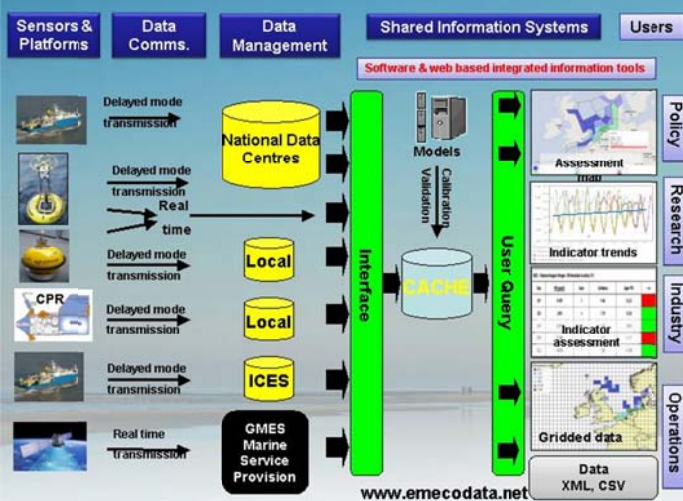 Sensors &
Platforms
Data
Comms.
Data
Management
Shared Information Systems
Users
Software & web based integrated information tools
Delayed mode
transmission
National Data
Centres
Models
Assessment
map
Policy
Delayed mode
transmission
Real
time
Calibration
Validation
Indicator trends
Research
Delayed mode
transmission
Local
Interface
CACHE
User Query
CPR
Delayed mode
transmission
Local
Indicator
assessment
Industry
Delayed mode
transmission
ICES
Gridded data
Operations
Real time
transmission
GMES
Marine
Service
Provision
Data
XML, CSV
www.emecodata.net